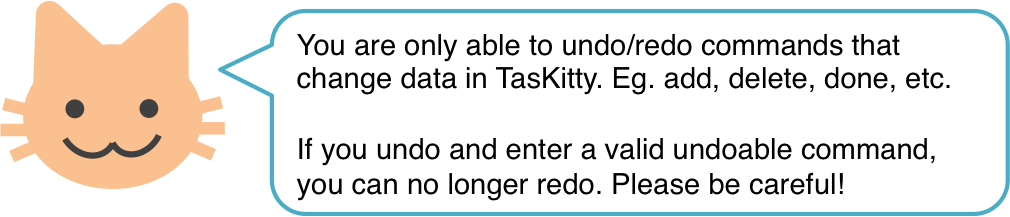 You are only able to undo/redo commands that
change data in TasKitty. Eg. add, delete, done, etc.
If you undo and enter a valid undoable command,
you can no longer redo. Please be careful!